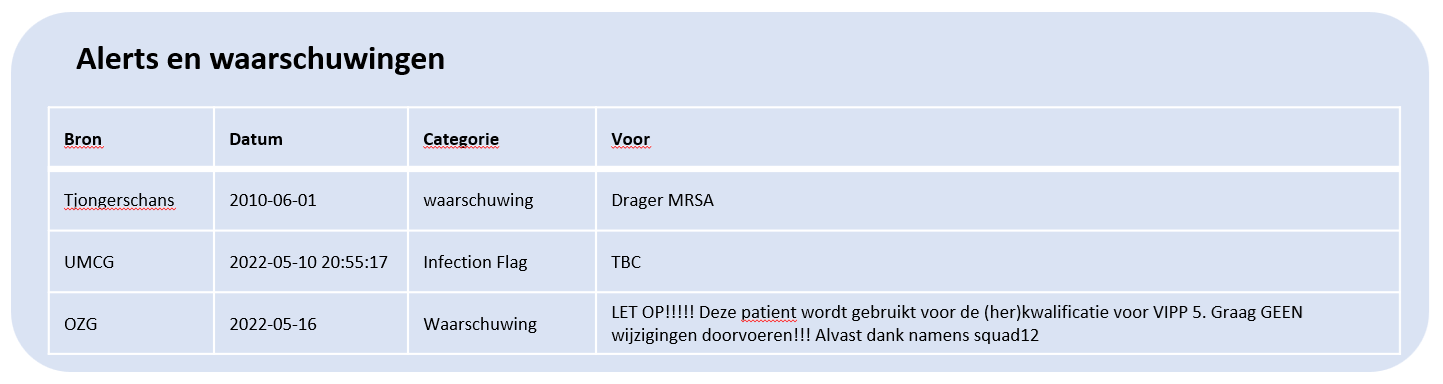 Alerts en waarschuwingen
Bron Datum Categorie Voor
Tjongerschans 2010-06-01 waarschuwing Drager MRSA
UMCG 2022-05-10 20:55:17 Infection Flag TBC
OZG 2022-05-16 Waarschuwing LET OP!!!!! Deze patient wordt gebruikt voor de (her)kwalificatie voor VIPP 5. Graag GEEN
wijzigingen doorvoeren!!! Alvast dank namens squad12